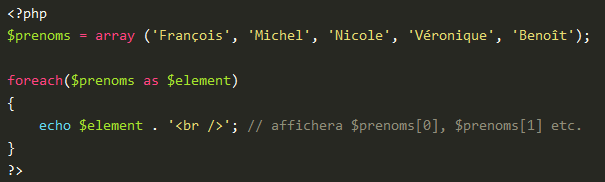 <?php
$prenoms = array ('François', 'Michel', 'Nicole', 'Véronique', 'Benoît');
foreach($prenoms as $element)
{
echo $element . '<br />'; // affichera $prenoms[0], $prenoms[1] etc.
}
?>